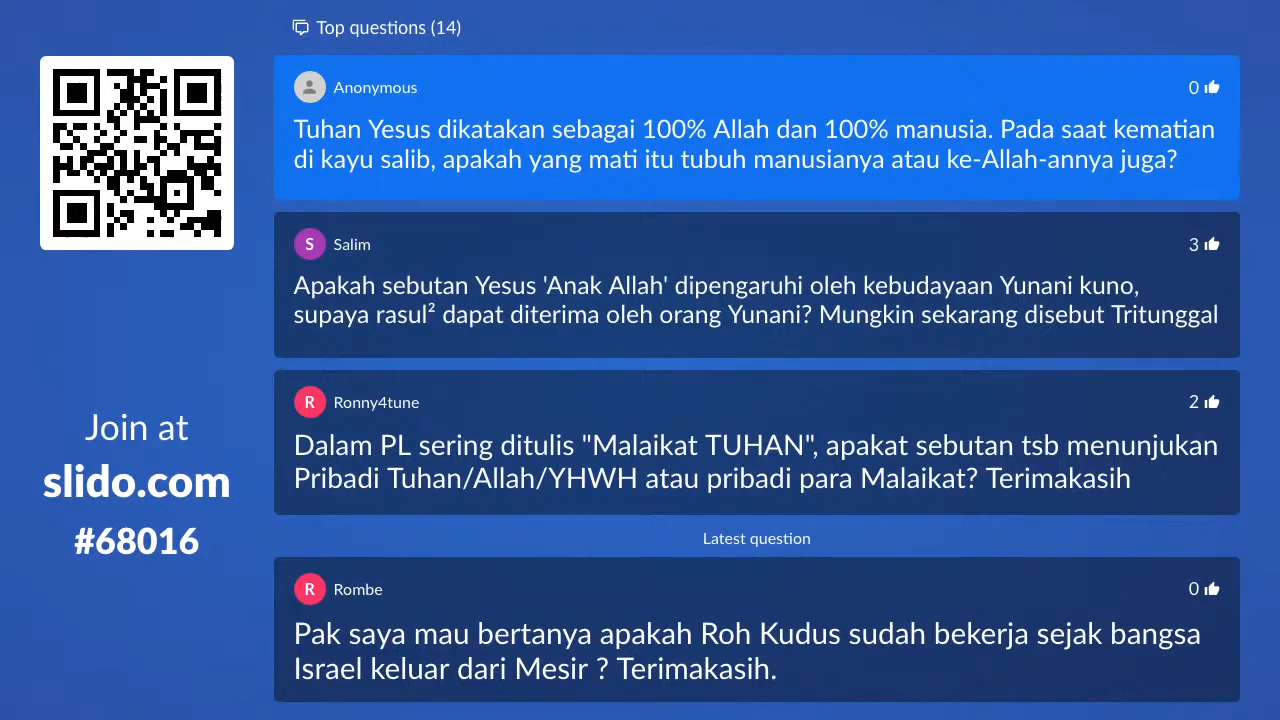 Top questions (14)
Anonymous
0
Tuhan Yesus dikatakan sebagai 100% Allah dan 100% manusia. Pada saat kematian
di kayu salib, apakah yang mati itu tubuh manusianya atau ke-Allah-annya juga?
S Salim
3
Apakah sebutan Yesus 'Anak Allah' dipengaruhi oleh kebudayaan Yunani kuno,
supaya rasul² dapat diterima oleh orang Yunani? Mungkin sekarang disebut Tritunggal
R Ronny4tune
2
Dalam PL sering ditulis "Malaikat TUHAN", apakat sebutan tsb menunjukan
Pribadi Tuhan/Allah/YHWH atau pribadi para Malaikat? Terimakasih
Latest question
R Rombe
0
Pak saya mau bertanya apakah Roh Kudus sudah bekerja sejak bangsa
Israel keluar dari Mesir ? Terimakasih.
Join at
slido.com
#68016